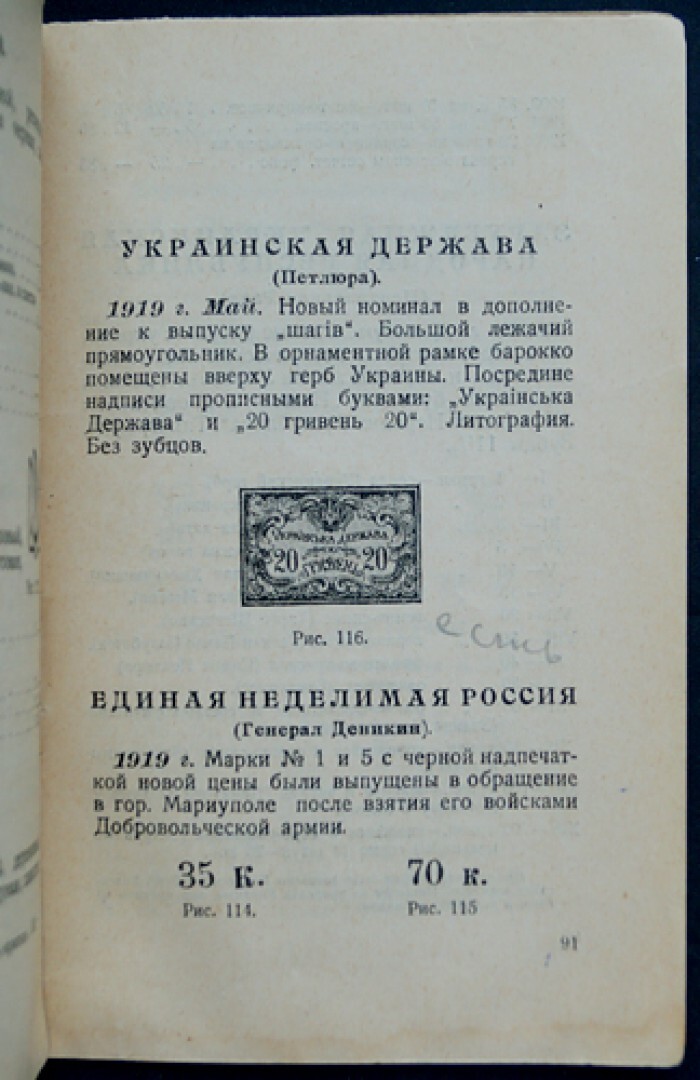 УКРАИНСКАЯ ДЕРЖАВА
(Петлюра).
1919 г. Май. Новый номинал в дополне-
ние к выпуску „шагів“. Большой лежачий
прямоугольник. В орнаментной рамке барокко
помещены вверху герб Украины. Посредине
надписи прописными буквами: „Українська
Держава“ и „20 гривень 20“. Литография.
Без зубцов.
УКРАЇНСЬКА ДЕРЖАВА
20 ГРИВЕНЬ 20
Рис. 116.
есть
ЕДИНАЯ НЕДЕЛИМАЯ РОССИЯ
(Генерал Деникин).
1919 г. Марки № 1 и 5 с черной надпечат-
кой новой цены были выпущены в обращение
в гор. Мариуполе после взятия его войсками
Добровольческой армии.
35 к. 70 к.
Рис. 114. Рис. 115
91